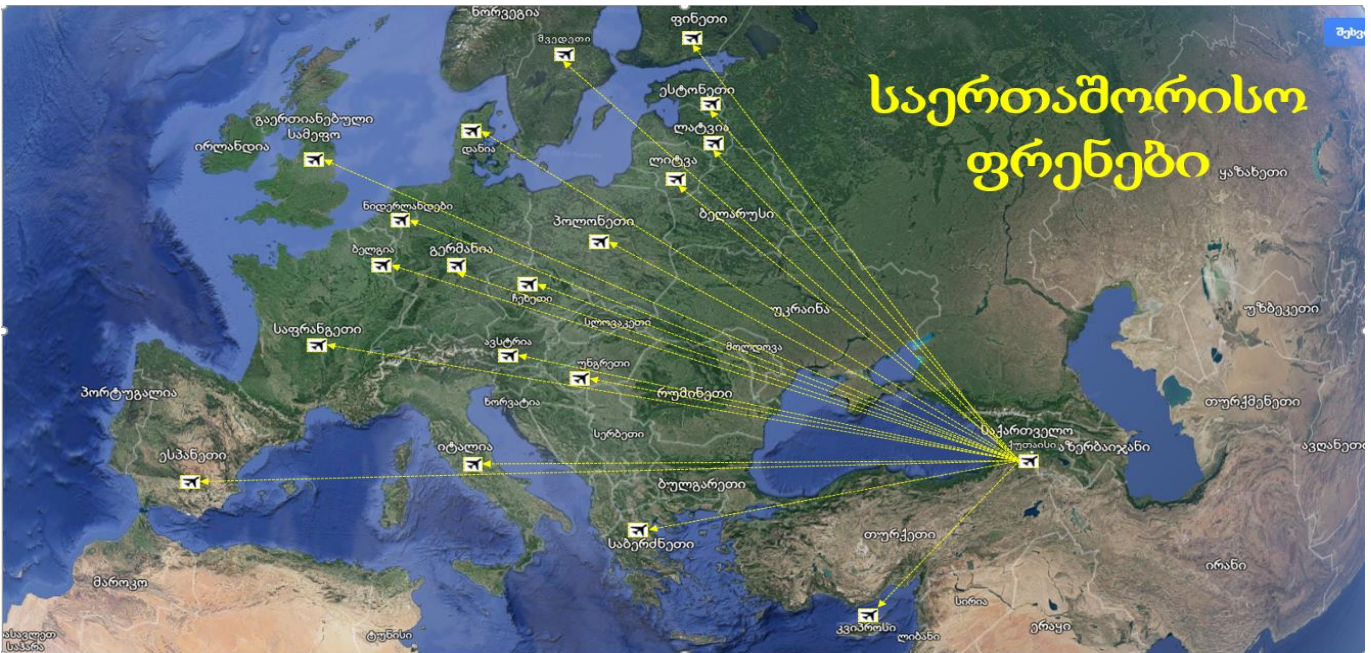 ნორვეგია
ფინეთი
შვედეთი
საერთაშორისო
ფრენები
ესტონეთი
გაერთიანებული
სამეფო
ირლანდია
დანია
ლატვია
ლიტვა
ყაზახეთი
ნიდერლანდები
ბელარუსი
პოლონეთი
ბელგია
გერმანია
ჩეხეთი
უკრაინა
უზბეკეთი
საფრანგეთი
სლოვაკეთი
ავსტრია
მოლდოვა
უნგრეთი
პორტუგალია
რუმინეთი
ხორვატია
თურქმენეთი
სერბეთი
საქართველო
ქუთაისი
აზერბაიჯანი
იტალია
ესპანეთი
ბულგარეთი
საბერძნეთი
თურქეთი
ირანი
მაროკო
სირია
კვიპროსი
ლიბანი
ერაყი
ტუნისი
საჰარა